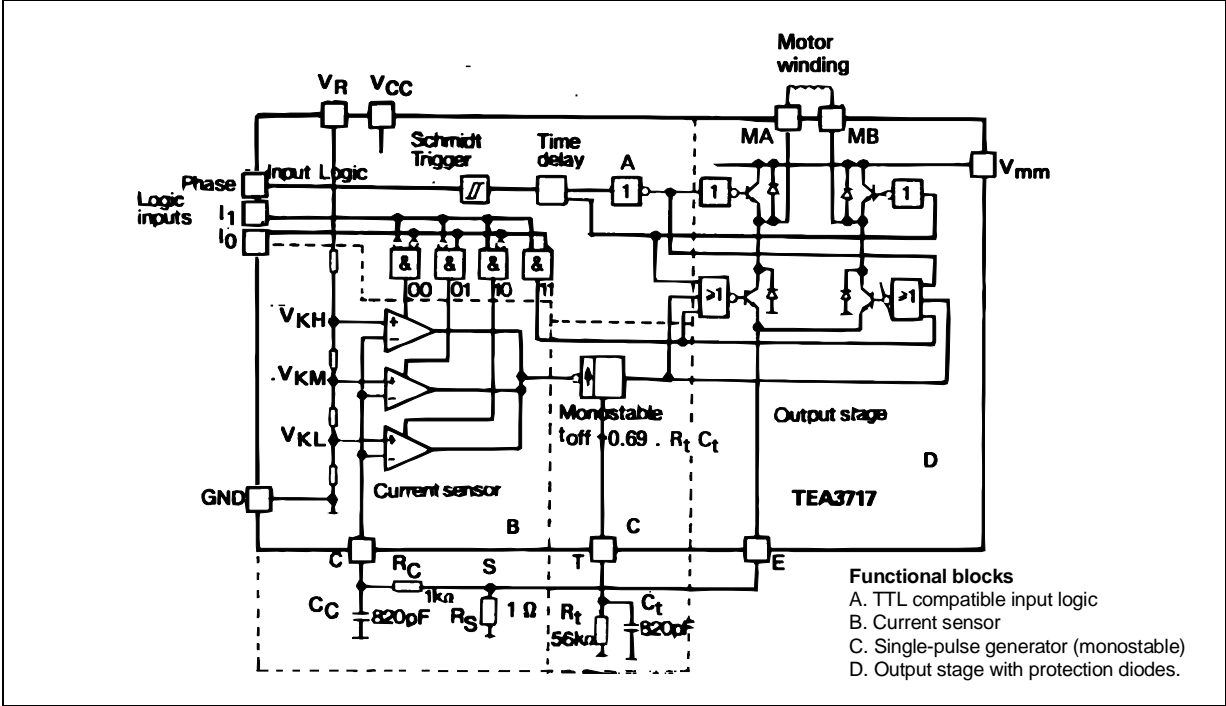 Motor
winding
VR
VCC
MA
MB
Schmidt
Trigger
Time
delay
A
Vmm
Phase
Input Logic
Logic
inputs
I1
I0
1
1
1
&
&
&
&
00
01
10
11
≥1
≥1
VKH
+
−
VKM
+
−
VKL
+
−
Monostable
toff 0.69 . Rt Ct
Output stage
D
GND
Current sensor
TEA3717
B
C
C
T
E
RC
1kΩ
S
CC
820pF
RS
1 Ω
Rt
56kΩ
Ct
820pF
Functional blocks
A. TTL compatible input logic
B. Current sensor
C. Single-pulse generator (monostable)
D. Output stage with protection diodes.